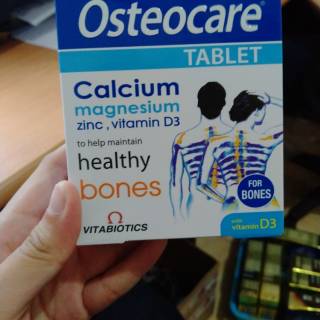 Osteocare®
TABLET
Calcium
magnesium
zinc, vitamin D3
to help maintain
healthy
bones
FOR
BONES
VITABIOTICS
with
vitamin D3